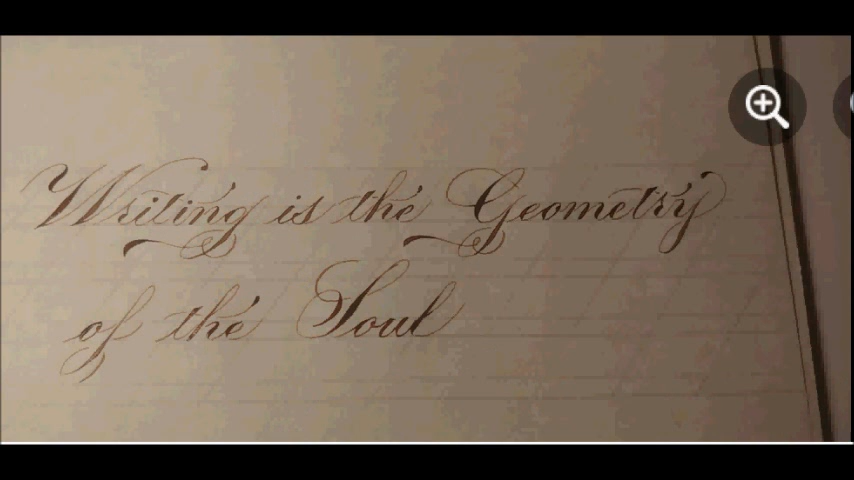 Writing is the Geometry
of the Soul